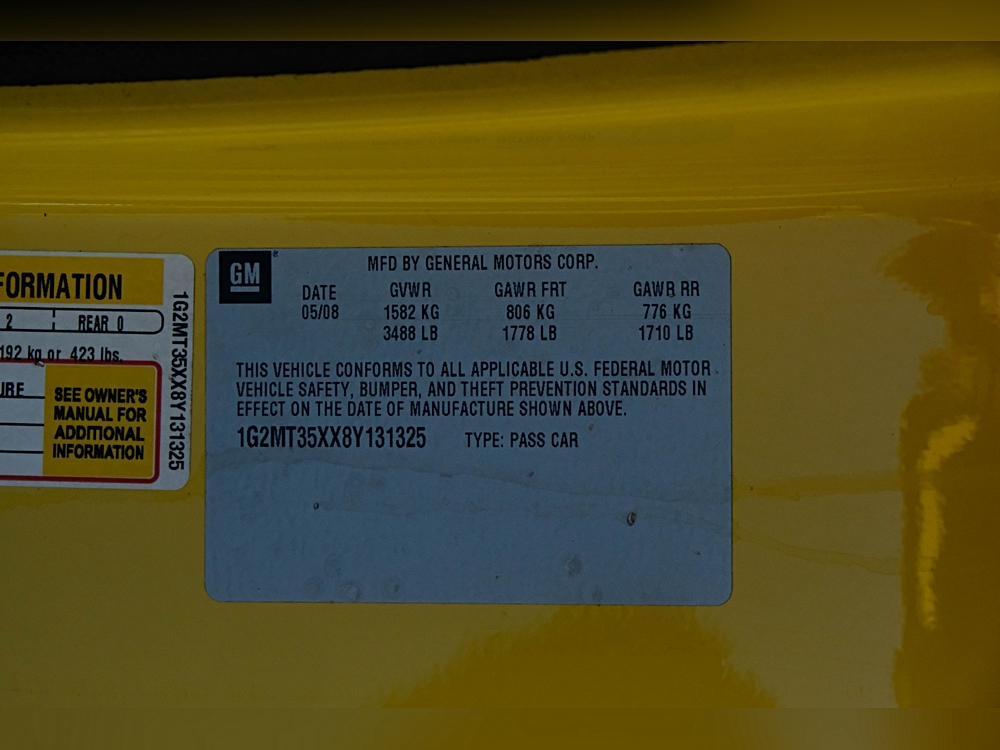 FORMATION
2 REAR 0
192 kg or 423 lbs.
URE
SEE OWNER'S
MANUAL FOR
ADDITIONAL
INFORMATION
1G2MT35XX8Y131325
GM
MFD BY GENERAL MOTORS CORP.
DATE GVWR GAWR FRT GAWR RR
05/08 1582 KG 806 KG 776 KG
3488 LB 1778 LB 1710 LB
THIS VEHICLE CONFORMS TO ALL APPLICABLE U.S. FEDERAL MOTOR
VEHICLE SAFETY, BUMPER, AND THEFT PREVENTION STANDARDS IN
EFFECT ON THE DATE OF MANUFACTURE SHOWN ABOVE.
1G2MT35XX8Y131325 TYPE: PASS CAR